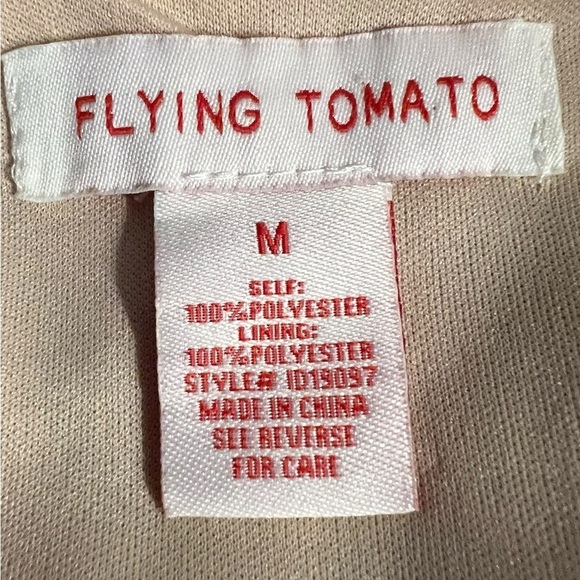 FLYING TOMATO
M
SELF:
100%POLYESTER
LINING:
100%POLYESTER
STYLE# ID19097
MADE IN CHINA
SEE REVERSE
FOR CARE